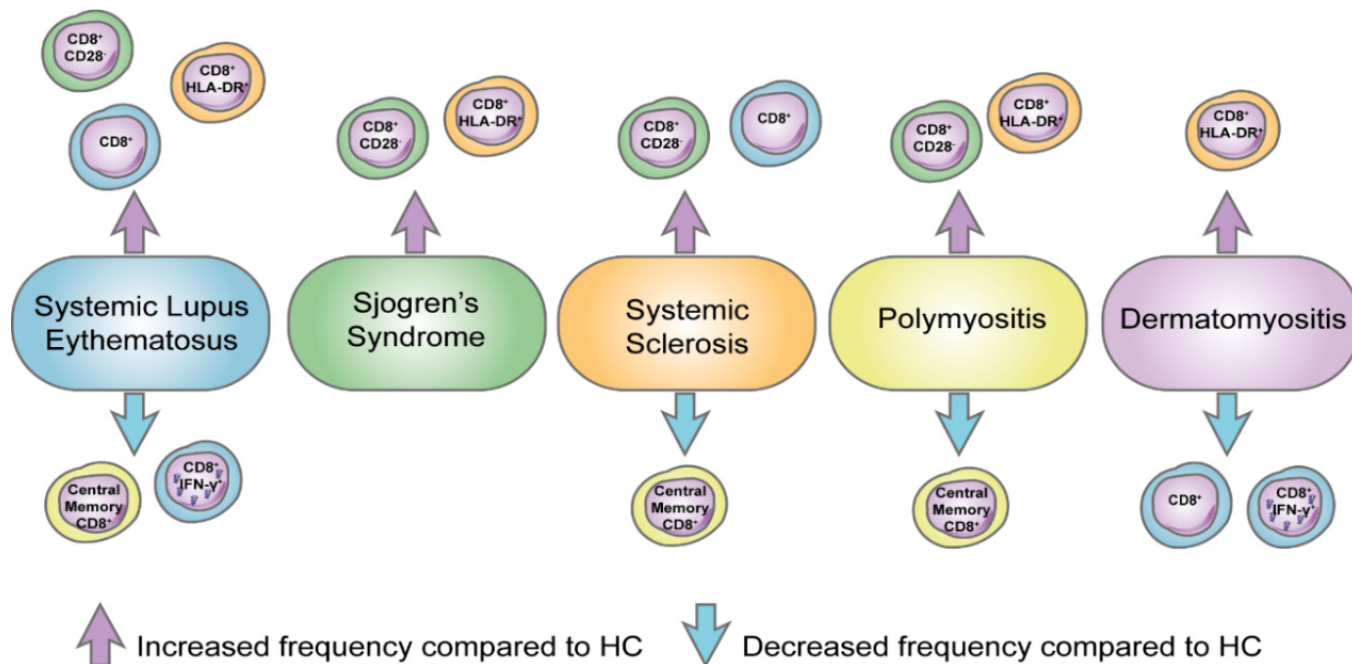 CD8⁺
CD28⁻
CD8⁺
HLA-DR⁺
CD8⁺
CD8⁺
CD28⁻
CD8⁺
HLA-DR⁺
CD8⁺
CD28⁻
CD8⁺
CD8⁺
CD28⁻
CD8⁺
HLA-DR⁺
CD8⁺
HLA-DR⁺
Systemic Lupus
Eythematosus
Sjogren's
Syndrome
Systemic
Sclerosis
Polymyositis
Dermatomyositis
Central
Memory
CD8⁺
CD8⁺
IFN-γ⁺
Central
Memory
CD8⁺
Central
Memory
CD8⁺
CD8⁺
CD8⁺
IFN-γ⁺
Increased frequency compared to HC
Decreased frequency compared to HC